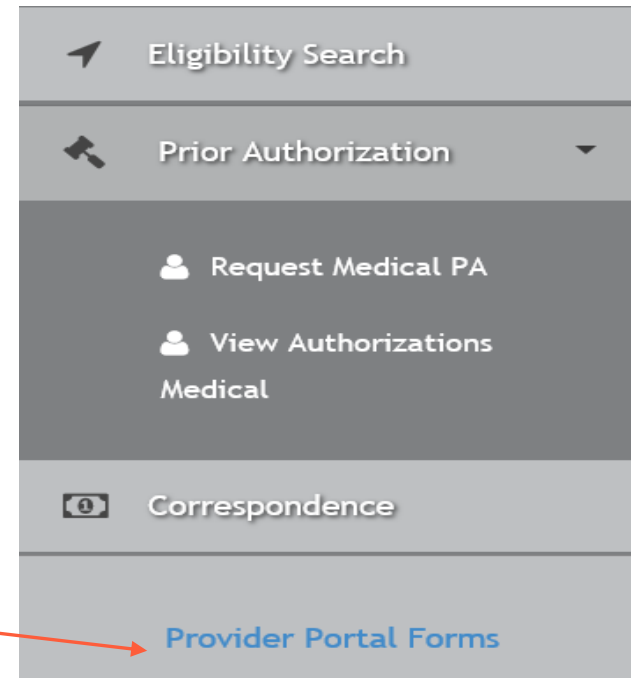 Eligibility Search
Prior Authorization
Request Medical PA
View Authorizations
Medical
Correspondence
Provider Portal Forms